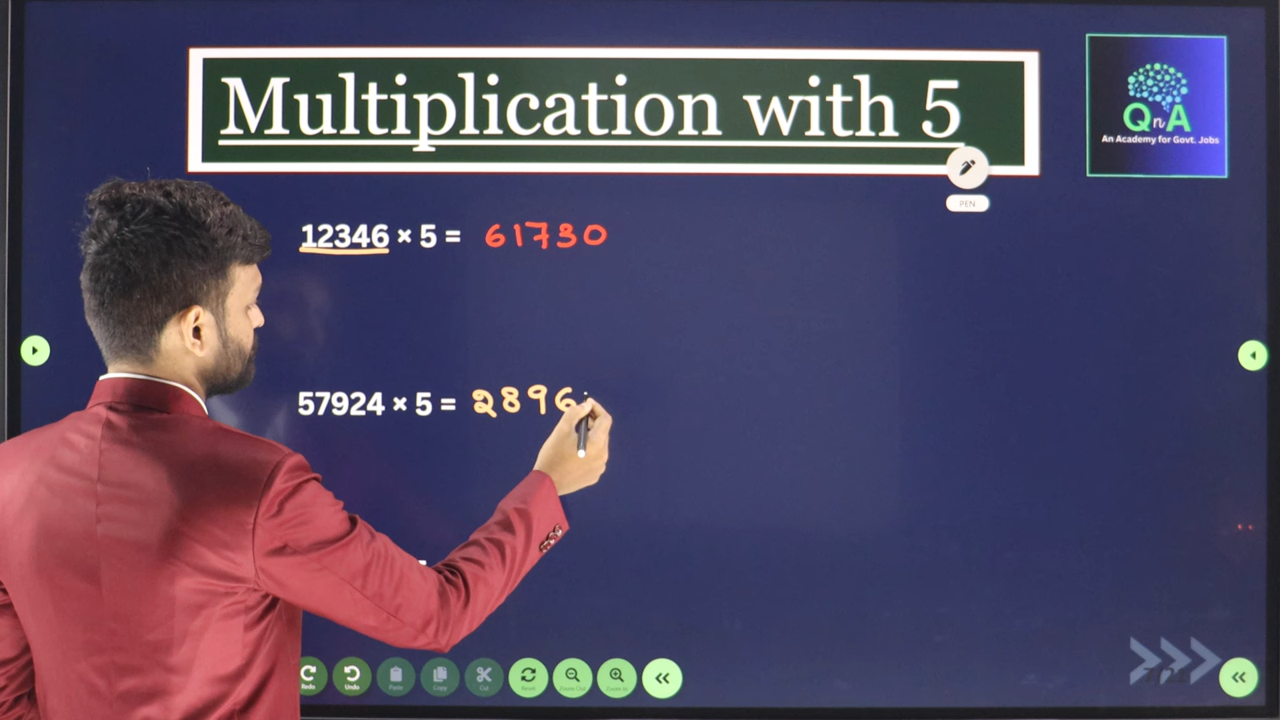 Multiplication with 5
QnA
An Academy for Govt. Jobs
PEN
12346 × 5 = 61730
57924 × 5 = 2896
Redo Undo Paste Copy Cut Reset Zoom Out Zoom In